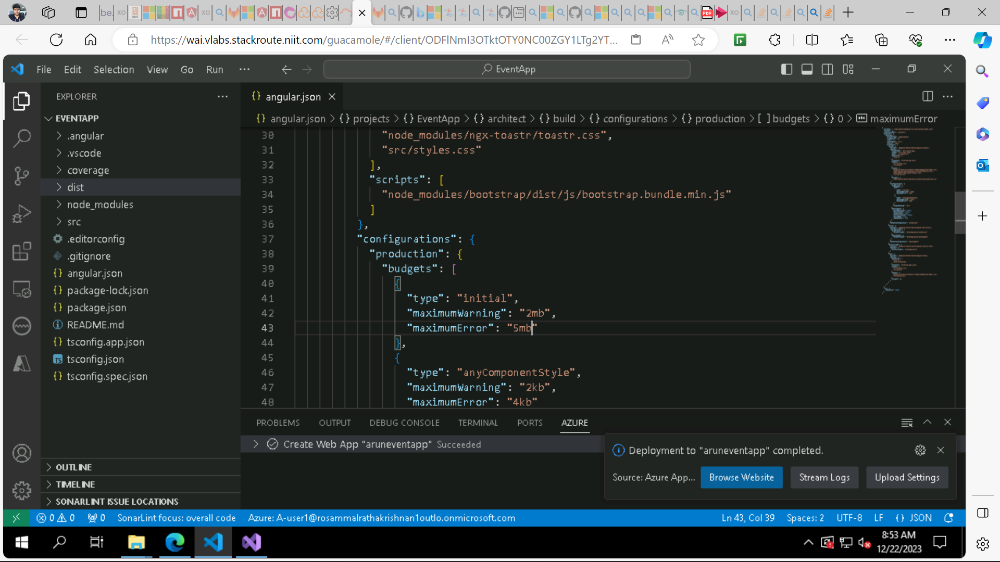 be.
https://wai.vlabs.stackroute.niit.com/guacamole/#/client/ODFlNmI3OTktOTY0NC00ZGY1LTg2YT...
File Edit Selection View Go Run ...
EventApp
EXPLORER
angular.json
EVENTAPP
angular.json > {} projects > {} EventApp > {} architect > {} build > {} configurations > {} production > [ ] budgets > {} 0 > maximumError
.angular
.vscode
coverage
dist
node_modules
src
.editorconfig
.gitignore
angular.json
package-lock.json
package.json
README.md
tsconfig.app.json
tsconfig.json
tsconfig.spec.json
OUTLINE
TIMELINE
SONARLINT ISSUE LOCATIONS
30 "node_modules/ngx-toastr/toastr.css",
31 "src/styles.css"
32 ],
33 "scripts": [
34 "node_modules/bootstrap/dist/js/bootstrap.bundle.min.js"
35 ]
36 },
37 "configurations": {
38 "production": {
39 "budgets": [
40 {
41 "type": "initial",
42 "maximumWarning": "2mb",
43 "maximumError": "5mb"
44 },
45 {
46 "type": "anyComponentStyle",
47 "maximumWarning": "2kb",
48 "maximumError": "4kb"
PROBLEMS OUTPUT DEBUG CONSOLE TERMINAL PORTS AZURE
Create Web App "aruneventapp" Succeeded
Deployment to "aruneventapp" completed.
Source: Azure App... Browse Website Stream Logs Upload Settings
0 0 0 SonarLint focus: overall code Azure: A-user1@rosammalrathakrishnan1outlo.onmicrosoft.com Ln 43, Col 39 Spaces: 2 UTF-8 LF {} JSON
8:53 AM
12/22/2023